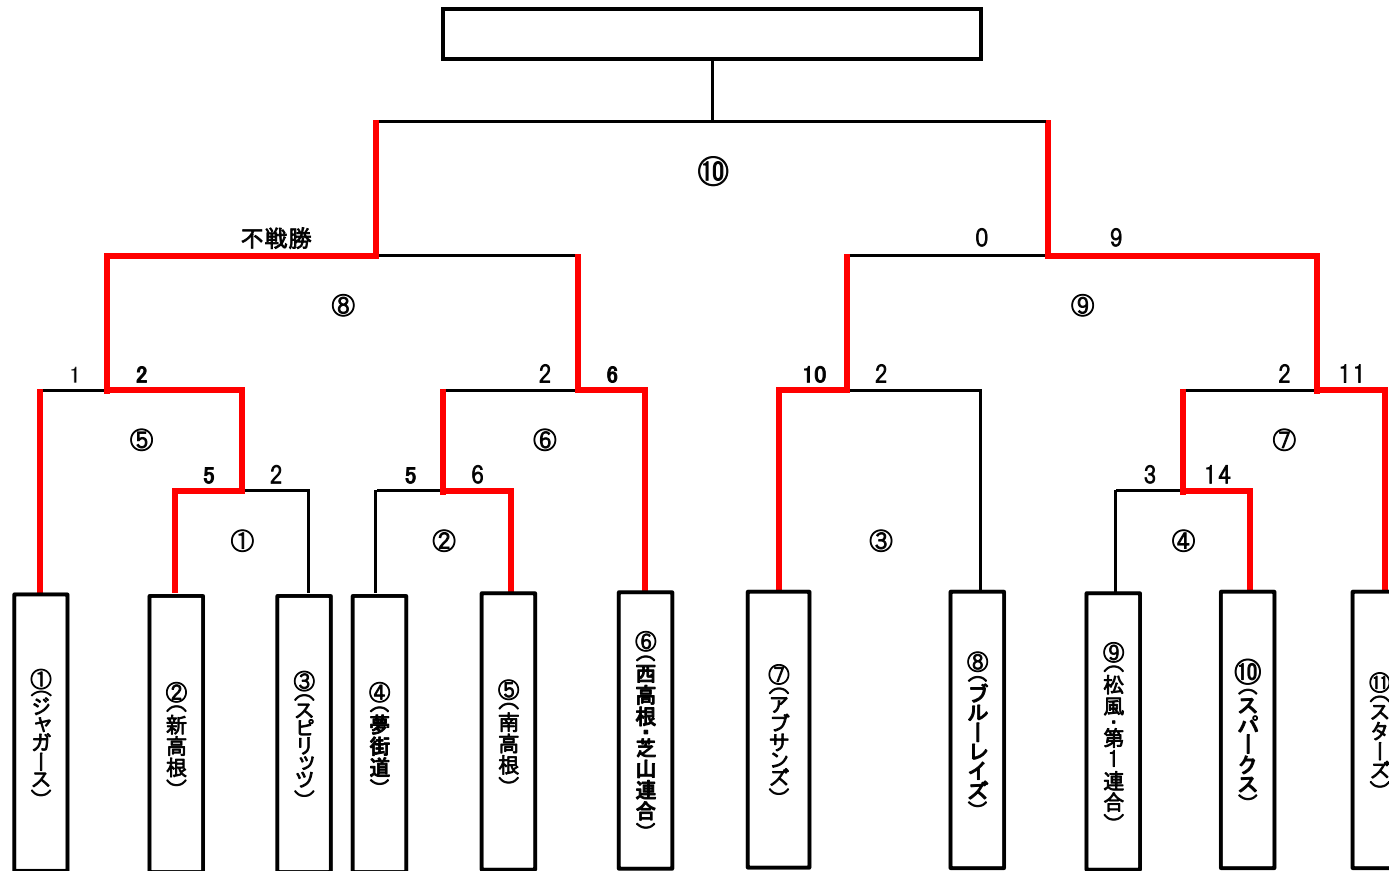 ⑩
不戦勝
0 9
⑧
⑨
1 2
2 6
10 2
2 11
⑤
⑥
⑦
5 2
5 6
3 14
①
②
③
④
①(ジャガース)
②(新高根)
③(スピリッツ)
④(夢街道)
⑤(南高根)
⑥(西高根・芝山連合)
⑦(アブサンズ)
⑧(ブルーレイズ)
⑨(松風・第1連合)
⑩(スパークス)
⑪(スターズ)